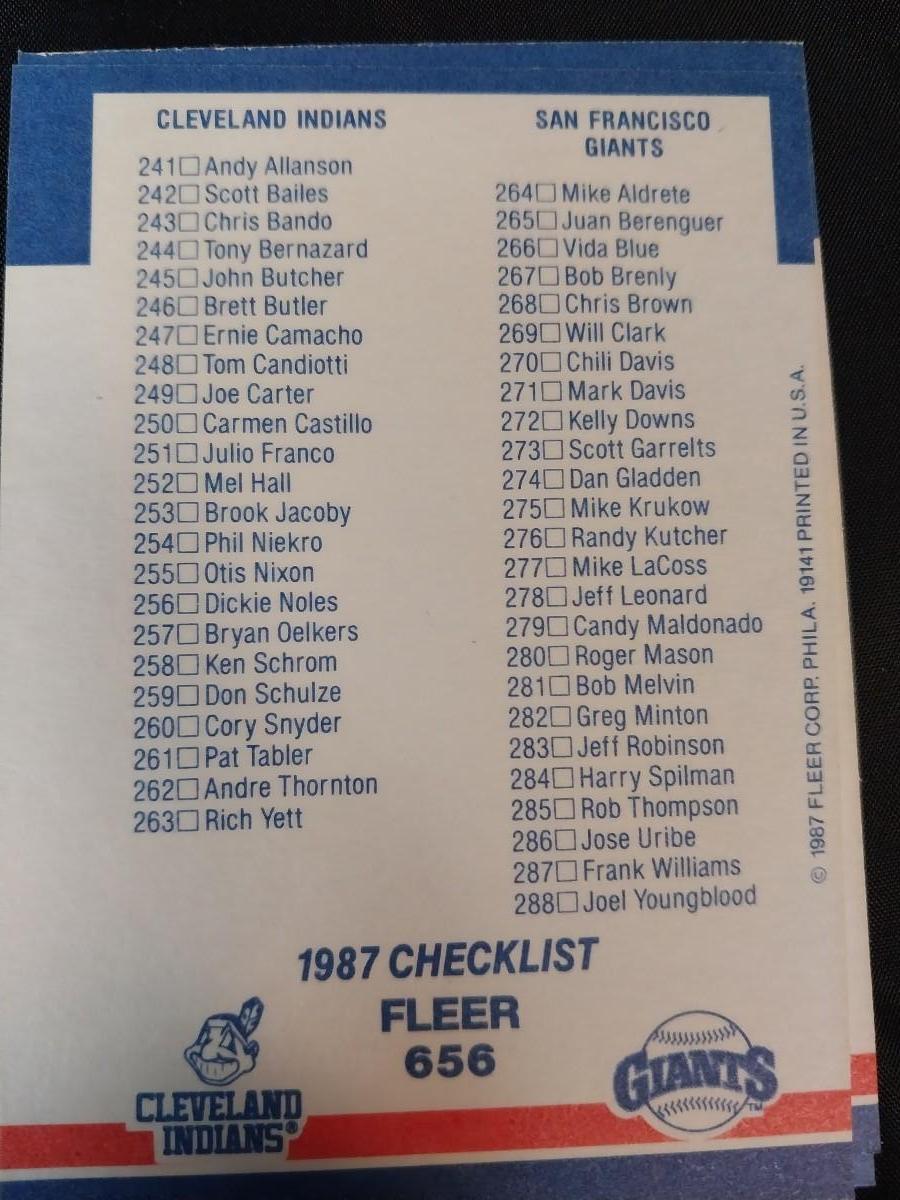 CLEVELAND INDIANS
241□ Andy Allanson
242□ Scott Bailes
243□ Chris Bando
244□ Tony Bernazard
245□ John Butcher
246□ Brett Butler
247□ Ernie Camacho
248□ Tom Candiotti
249□ Joe Carter
250□ Carmen Castillo
251□ Julio Franco
252□ Mel Hall
253□ Brook Jacoby
254□ Phil Niekro
255□ Otis Nixon
256□ Dickie Noles
257□ Bryan Oelkers
258□ Ken Schrom
259□ Don Schulze
260□ Cory Snyder
261□ Pat Tabler
262□ Andre Thornton
263□ Rich Yett
SAN FRANCISCO
GIANTS
264□ Mike Aldrete
265□ Juan Berenguer
266□ Vida Blue
267□ Bob Brenly
268□ Chris Brown
269□ Will Clark
270□ Chili Davis
271□ Mark Davis
272□ Kelly Downs
273□ Scott Garrelts
274□ Dan Gladden
275□ Mike Krukow
276□ Randy Kutcher
277□ Mike LaCoss
278□ Jeff Leonard
279□ Candy Maldonado
280□ Roger Mason
281□ Bob Melvin
282□ Greg Minton
283□ Jeff Robinson
284□ Harry Spilman
285□ Rob Thompson
286□ Jose Uribe
287□ Frank Williams
288□ Joel Youngblood
© 1987 FLEER CORP. PHILA. 19141 PRINTED IN U.S.A.
1987 CHECKLIST
FLEER
656
CLEVELAND
INDIANS®
GIANTS™